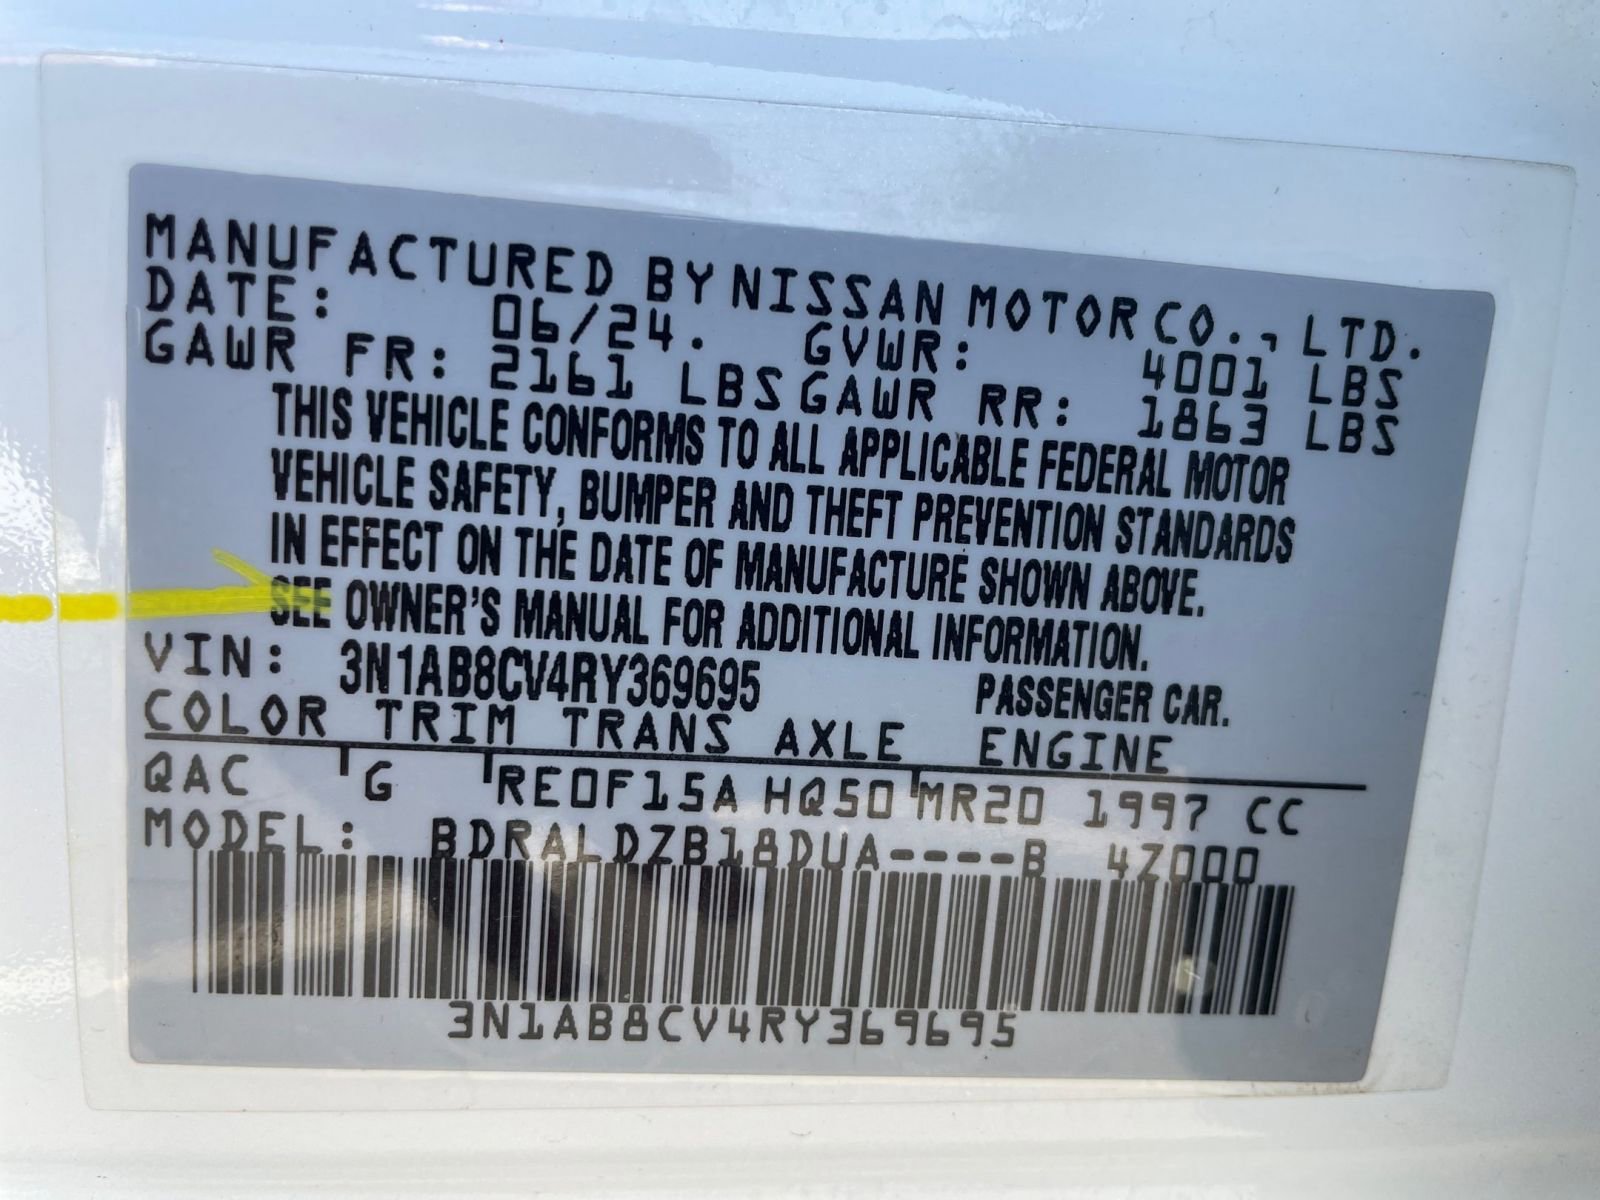 MANUFACTURED BY NISSAN MOTOR CO., LTD.
DATE: 06/24. GVWR: 4001 LBS
GAWR FR: 2161 LBS GAWR RR: 1863 LBS
THIS VEHICLE CONFORMS TO ALL APPLICABLE FEDERAL MOTOR
VEHICLE SAFETY, BUMPER AND THEFT PREVENTION STANDARDS
IN EFFECT ON THE DATE OF MANUFACTURE SHOWN ABOVE.
SEE OWNER'S MANUAL FOR ADDITIONAL INFORMATION.
VIN: 3N1AB8CV4RY369695 PASSENGER CAR.
COLOR TRIM TRANS AXLE ENGINE
QAC G RE0F15A HQ50 MR20 1997 CC
MODEL: BDRALDZB18DUA----B 4Z000
3N1AB8CV4RY369695